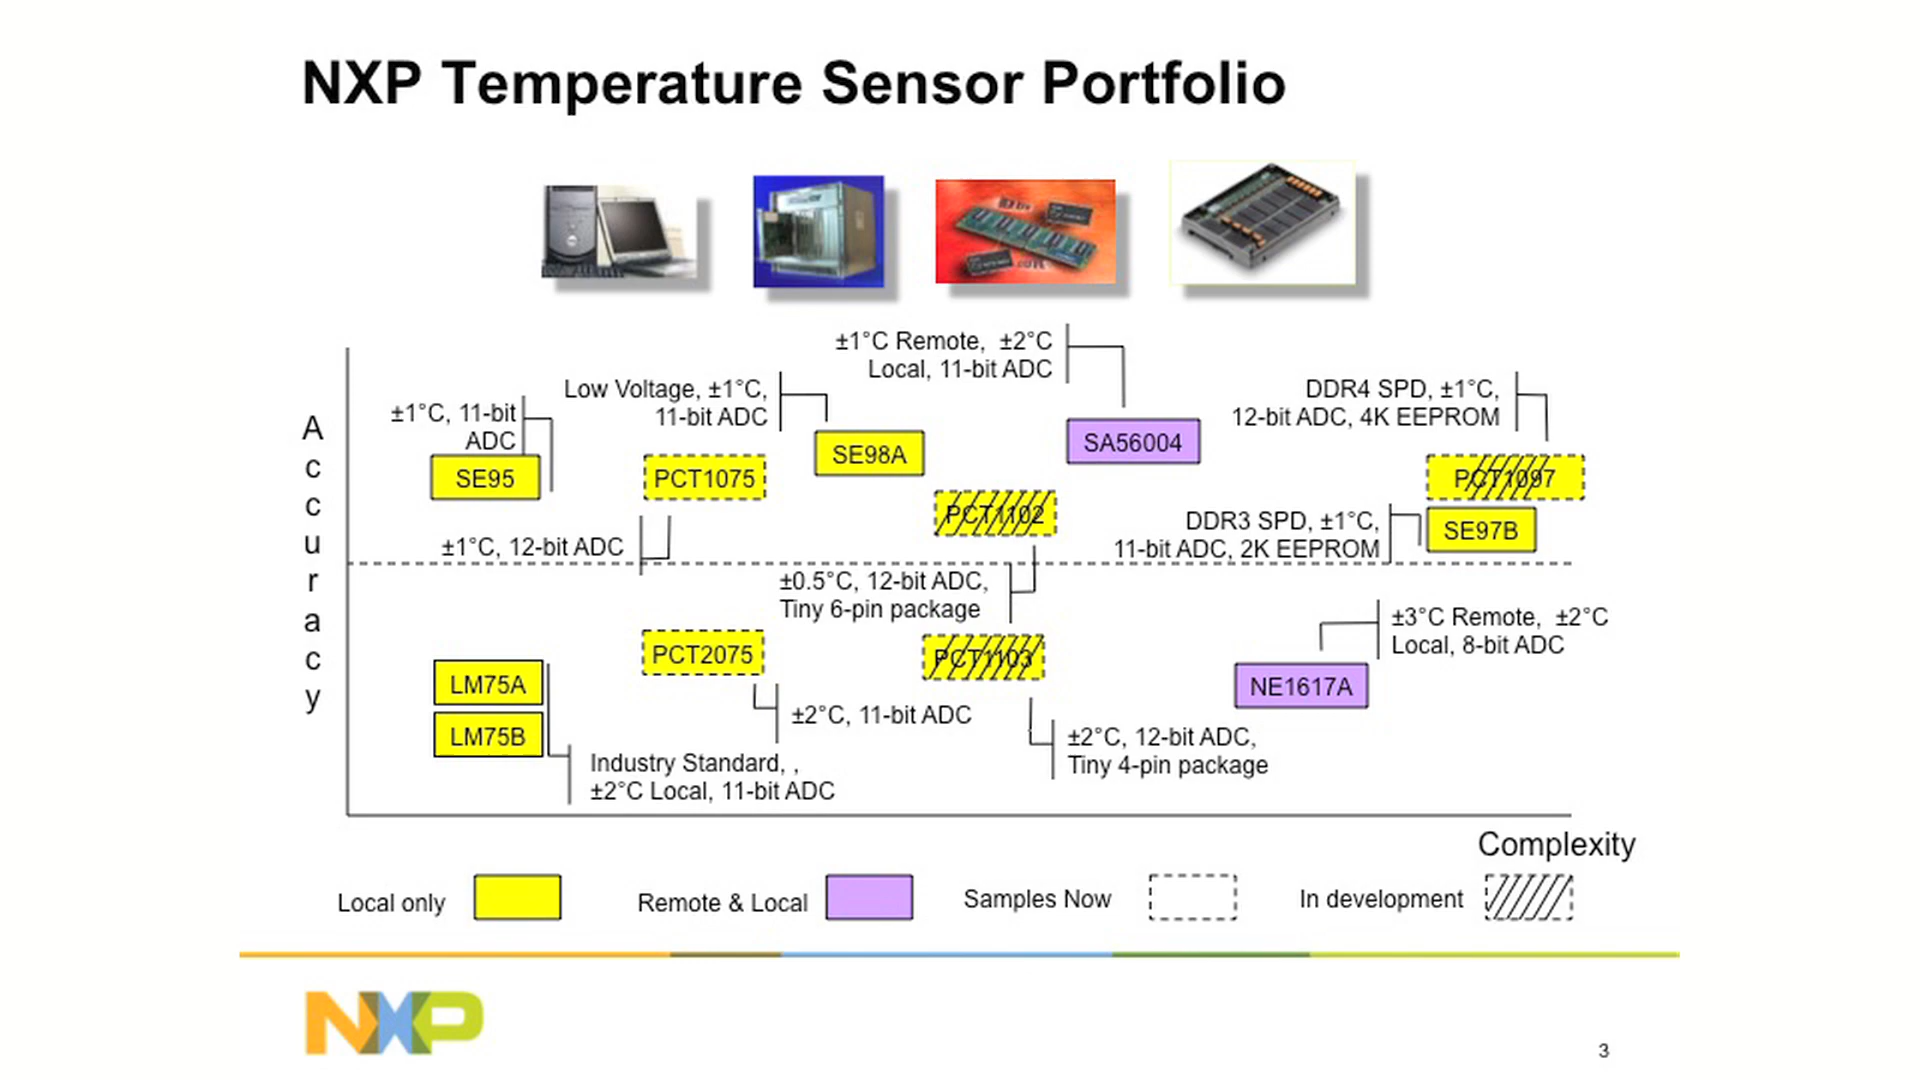 NXP Temperature Sensor Portfolio
±1°C Remote,  ±2°C
Local, 11-bit ADC
Low Voltage, ±1°C,
11-bit ADC
DDR4 SPD, ±1°C,
12-bit ADC, 4K EEPROM
±1°C, 11-bit
ADC
Accuracy
SE95
PCT1075
SE98A
SA56004
PCT1097
PCT1102
DDR3 SPD, ±1°C,
11-bit ADC, 2K EEPROM
SE97B
±1°C, 12-bit ADC
±0.5°C, 12-bit ADC,
Tiny 6-pin package
±3°C Remote,  ±2°C
Local, 8-bit ADC
PCT2075
PCT1103
LM75A
LM75B
NE1617A
±2°C, 11-bit ADC
±2°C, 12-bit ADC,
Tiny 4-pin package
Industry Standard, ,
±2°C Local, 11-bit ADC
Complexity
Local only
Remote & Local
Samples Now
In development
NXP
3